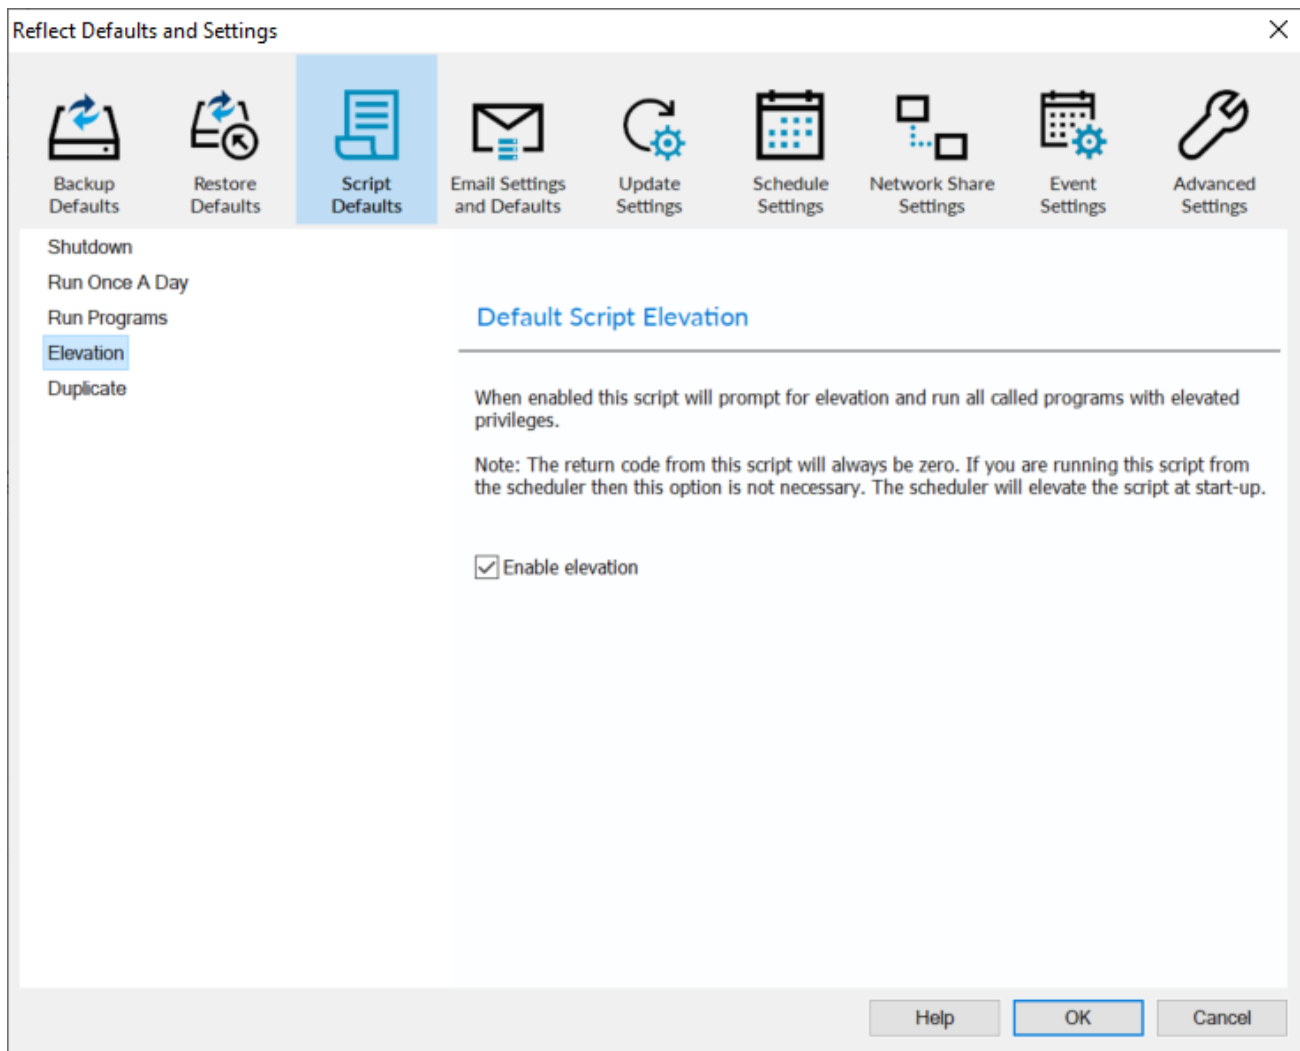 Reflect Defaults and Settings
Backup
Defaults
Restore
Defaults
Script
Defaults
Email Settings
and Defaults
Update
Settings
Schedule
Settings
Network Share
Settings
Event
Settings
Advanced
Settings
Shutdown
Run Once A Day
Run Programs
Elevation
Duplicate
Default Script Elevation
When enabled this script will prompt for elevation and run all called programs with elevated
privileges.
Note: The return code from this script will always be zero. If you are running this script from
the scheduler then this option is not necessary. The scheduler will elevate the script at start-up.
Enable elevation
Help
OK
Cancel